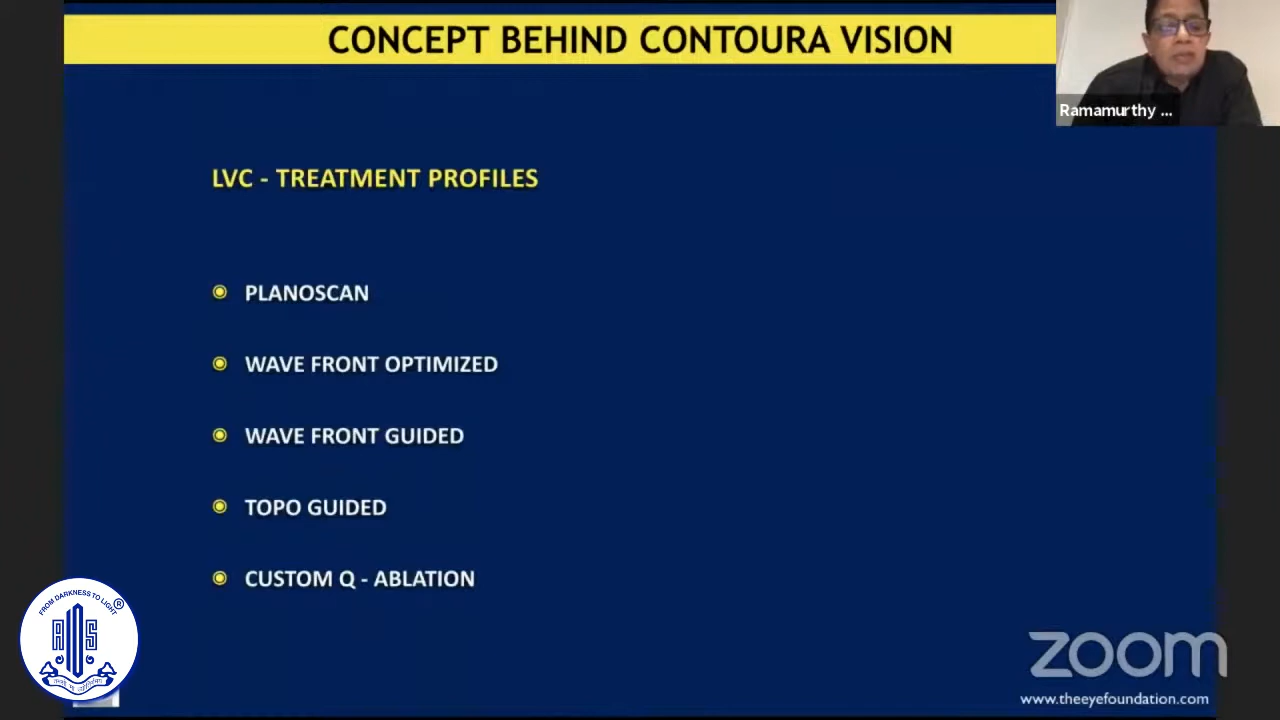 CONCEPT BEHIND CONTOURA VISION
Ramamurthy ...
LVC - TREATMENT PROFILES
PLANOSCAN
WAVE FRONT OPTIMIZED
WAVE FRONT GUIDED
TOPO GUIDED
CUSTOM Q - ABLATION
FROM DARKNESS TO LIGHT
®
AIOS
zoom
www.theeyefoundation.com